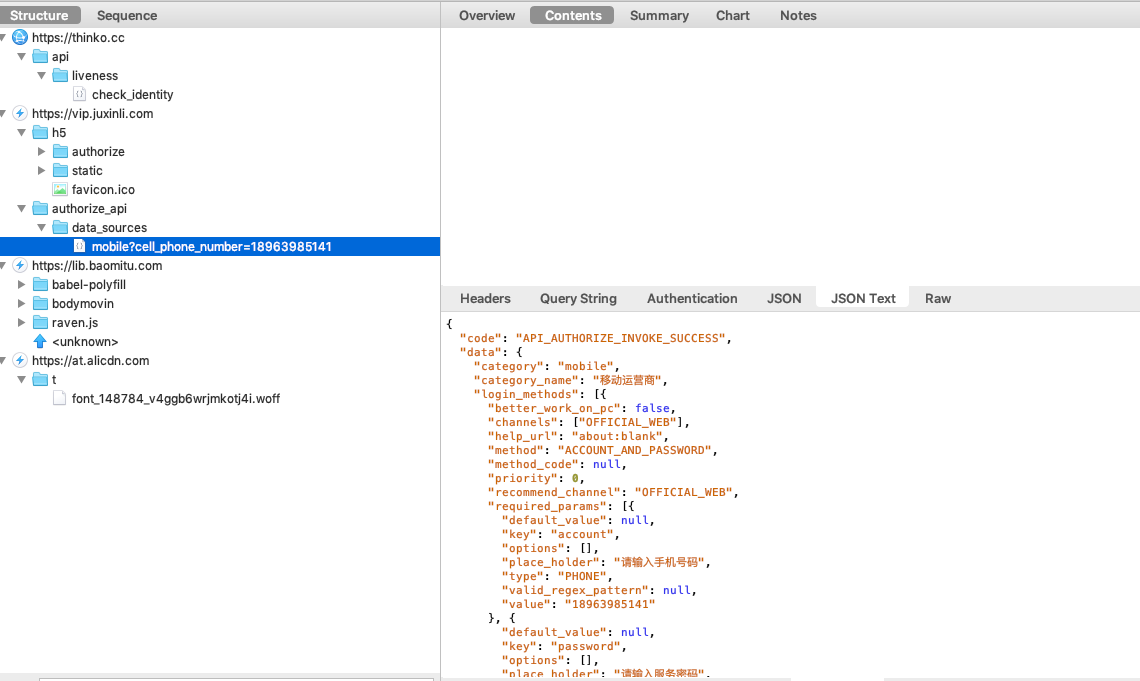 Structure
Sequence
https://thinko.cc
api
liveness
check_identity
https://vip.juxinli.com
h5
authorize
static
favicon.ico
authorize_api
data_sources
mobile?cell_phone_number=18963985141
https://lib.baomitu.com
babel-polyfill
bodymovin
raven.js
<unknown>
https://at.alicdn.com
t
font_148784_v4ggb6wrjmkotj4i.woff
Overview
Contents
Summary
Chart
Notes
Headers
Query String
Authentication
JSON
JSON Text
Raw
{
"code": "API_AUTHORIZE_INVOKE_SUCCESS",
"data": {
"category": "mobile",
"category_name": "移动运营商",
"login_methods": [{
"better_work_on_pc": false,
"channels": ["OFFICIAL_WEB"],
"help_url": "about:blank",
"method": "ACCOUNT_AND_PASSWORD",
"method_code": null,
"priority": 0,
"recommend_channel": "OFFICIAL_WEB",
"required_params": [{
"default_value": null,
"key": "account",
"options": [],
"place_holder": "请输入手机号码",
"type": "PHONE",
"valid_regex_pattern": null,
"value": "18963985141"
}, {
"default_value": null,
"key": "password",
"options": [],
"place_holder": "请输入服务密码",